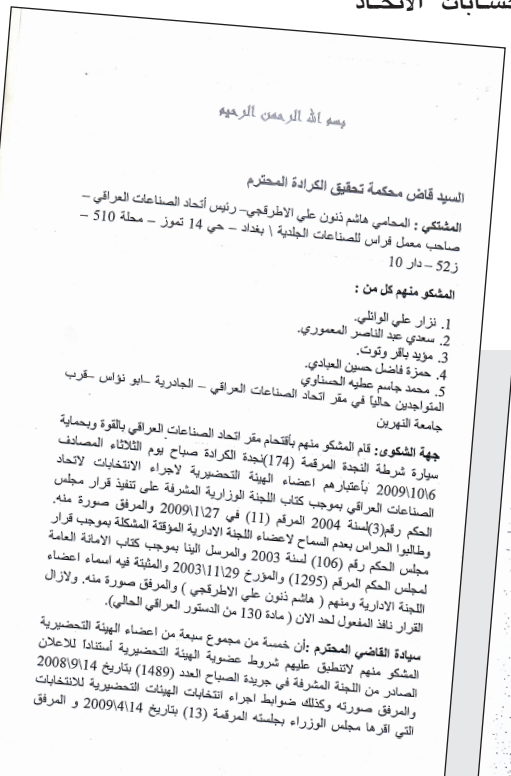 حسابات الاتحاد
بسم الله الرحمن الرحيم
السيد قاض محكمة تحقيق الكرادة المحترم
المشتكي : المحامي هاشم ذنون علي الاطرقجي– رئيس أتحاد الصناعات العراقي –
صاحب معمل فراس للصناعات الجلدية \ بغداد – حي 14 تموز – محلة 510 –
ز52 – دار 10
المشكو منهم كل من :
1. نزار علي الوائلي.
2. سعدي عبد الناصر المعموري.
3. مؤيد باقر وتوت.
4. حمزة فاضل حسين العبادي.
5. محمد جاسم عطيه الحسناوي
المتواجدين حالياً في مقر اتحاد الصناعات العراقي – الجادرية –ابو نؤاس –قرب
جامعة النهرين
جهة الشكوى: قام المشكو منهم بأقتحام مقر اتحاد الصناعات العراقي بالقوة وبحماية
سيارة شرطة النجدة المرقمة (174)نجدة الكرادة صباح يوم الثلاثاء المصادف
6\10\2009 بأعتبارهم اعضاء الهيئة التحضيرية لاجراء الانتخابات لاتحاد
الصناعات العراقي بموجب كتاب اللجنة الوزارية المشرفة على تنفيذ قرار مجلس
الحكم رقم(3)لسنة 2004 المرقم (11) في 27\1\2009 والمرفق صورة منه.
وطالبوا الحراس بعدم السماح لاعضاء اللجنة الادارية المؤقتة المشكلة بموجب قرار
مجلس الحكم رقم (106) لسنة 2003 والمرسل الينا بموجب كتاب الامانة العامة
لمجلس الحكم المرقم (1295) والمؤرخ 29\11\2003 والمثبتة فيه اسماء اعضاء
اللجنة الادارية ومنهم ( هاشم ذنون علي الاطرقجي ) والمرفق صورة منه. ولازال
القرار نافذ المفعول لحد الان ( مادة 130 من الدستور العراقي الحالي).
سيادة القاضي المحترم :أن خمسة من مجموع سبعة من اعضاء الهيئة التحضيرية
المشكو منهم لاتنطبق عليهم شروط عضوية الهيئة التحضيرية أستناداً للاعلان
الصادر من اللجنة المشرفة في جريدة الصباح العدد (1489) بتاريخ 14\9\2008
والمرفق صورته وكذلك ضوابط اجراء انتخابات الهيئات التحضيرية للانتخابات
التي اقرها مجلس الوزراء بجلسته المرقمة (13) بتاريخ 14\4\2009 و المرفق